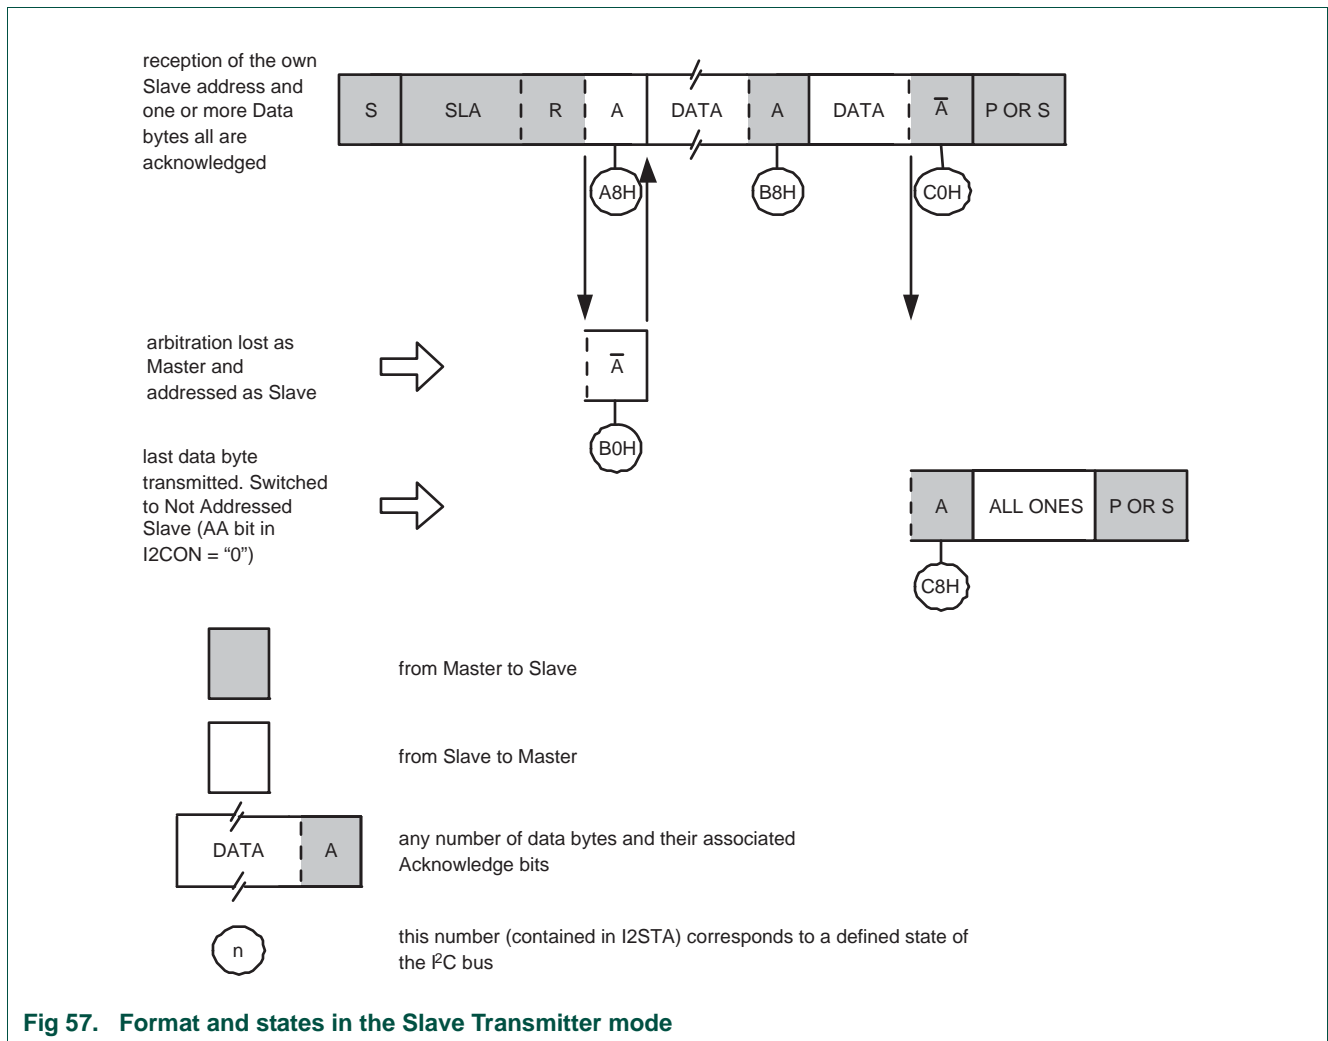 reception of the own
Slave address and
one or more Data
bytes all are
acknowledged
S SLA R A DATA A DATA A̅ P OR S
A8H B8H C0H
arbitration lost as
Master and
addressed as Slave
A̅
B0H
last data byte
transmitted. Switched
to Not Addressed
Slave (AA bit in
I2CON = “0”)
A ALL ONES P OR S
C8H
from Master to Slave
from Slave to Master
DATA A
any number of data bytes and their associated
Acknowledge bits
n
this number (contained in I2STA) corresponds to a defined state of
the I²C bus
Fig 57. Format and states in the Slave Transmitter mode